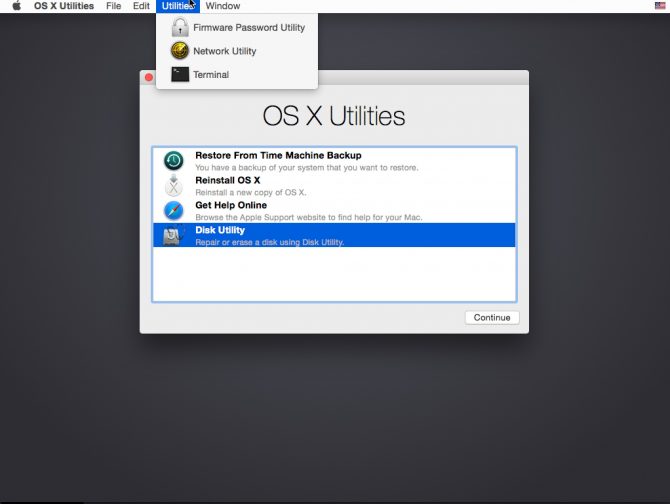 OS X Utilities File Edit Utilities Window
Firmware Password Utility
Network Utility
Terminal
OS X Utilities
Restore From Time Machine Backup
You have a backup of your system that you want to restore.
Reinstall OS X
Reinstall a new copy of OS X.
Get Help Online
Browse the Apple Support website to find help for your Mac.
Disk Utility
Repair or erase a disk using Disk Utility.
Continue